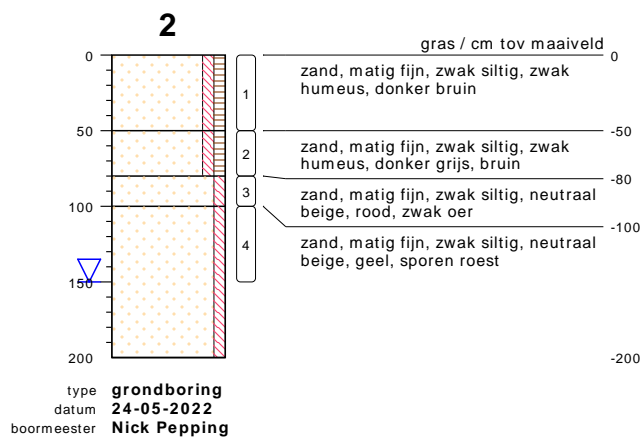 2
gras / cm tov maaiveld
0
0
zand, matig fijn, zwak siltig, zwak
humeus, donker bruin
1
50
-50
zand, matig fijn, zwak siltig, zwak
humeus, donker grijs, bruin
2
-80
zand, matig fijn, zwak siltig, neutraal
beige, rood, zwak oer
3
100
-100
zand, matig fijn, zwak siltig, neutraal
beige, geel, sporen roest
4
150
200
-200
type grondboring
datum 24-05-2022
boormeester Nick Pepping